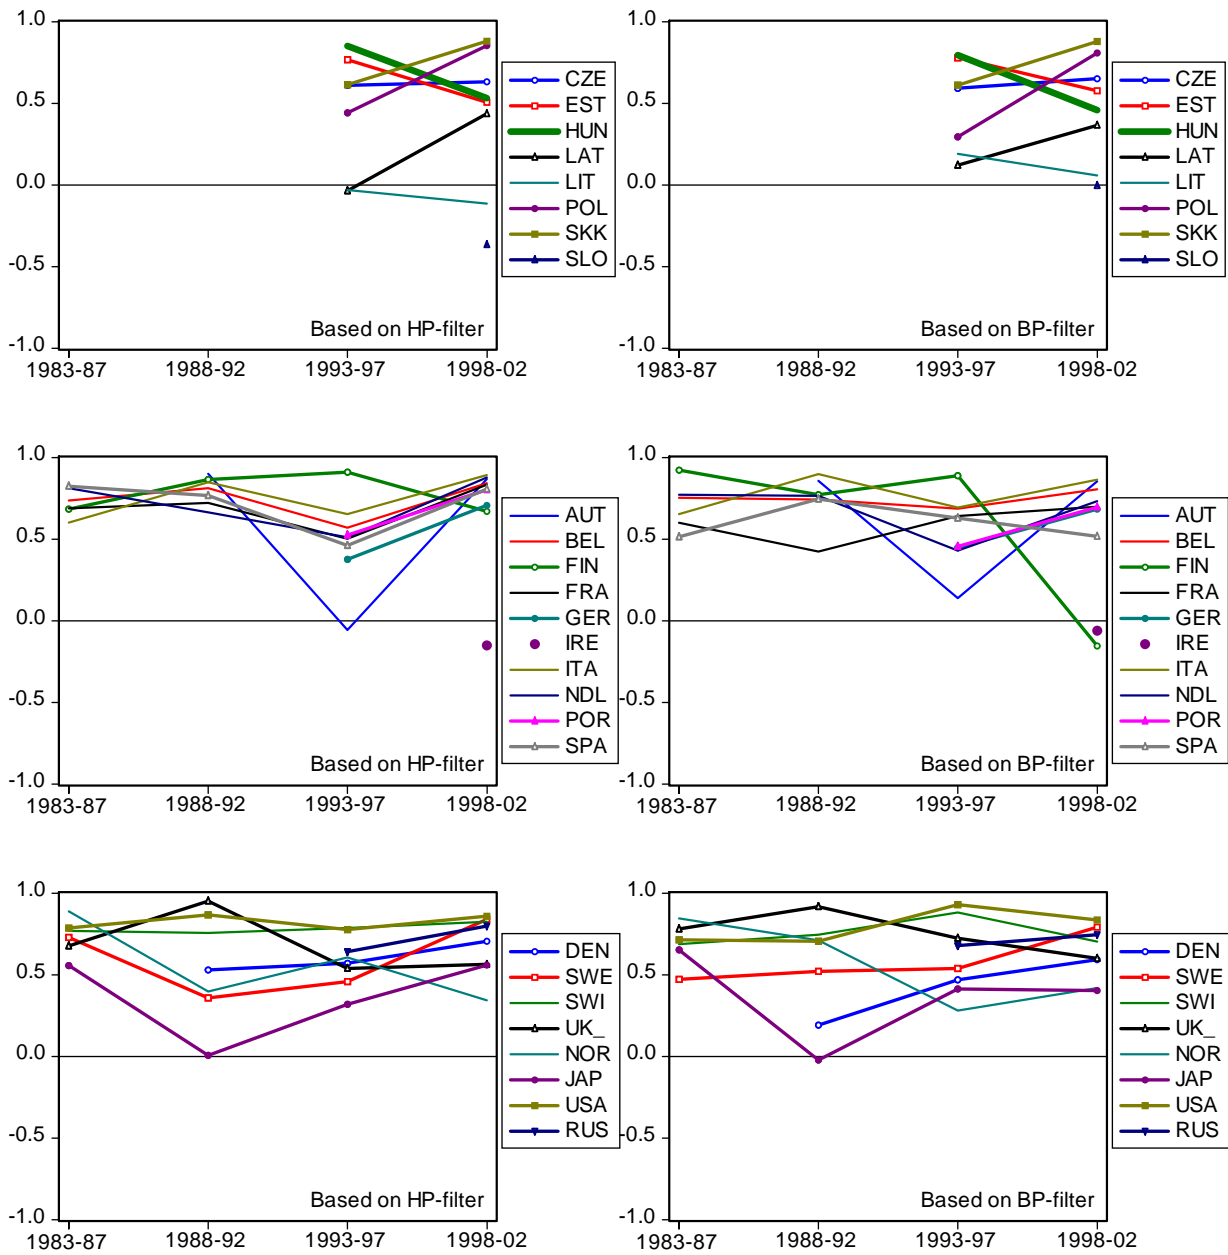 1.0
0.5
0.0
-0.5
-1.0
1983-87 1988-92 1993-97 1998-02
Based on HP-filter
CZE
EST
HUN
LAT
LIT
POL
SKK
SLO
1.0
0.5
0.0
-0.5
-1.0
1983-87 1988-92 1993-97 1998-02
Based on BP-filter
CZE
EST
HUN
LAT
LIT
POL
SKK
SLO
1.0
0.5
0.0
-0.5
-1.0
1983-87 1988-92 1993-97 1998-02
Based on HP-filter
AUT
BEL
FIN
FRA
GER
IRE
ITA
NDL
POR
SPA
1.0
0.5
0.0
-0.5
-1.0
1983-87 1988-92 1993-97 1998-02
Based on BP-filter
AUT
BEL
FIN
FRA
GER
IRE
ITA
NDL
POR
SPA
1.0
0.5
0.0
-0.5
-1.0
1983-87 1988-92 1993-97 1998-02
Based on HP-filter
DEN
SWE
SWI
UK_
NOR
JAP
USA
RUS
1.0
0.5
0.0
-0.5
-1.0
1983-87 1988-92 1993-97 1998-02
Based on BP-filter
DEN
SWE
SWI
UK_
NOR
JAP
USA
RUS